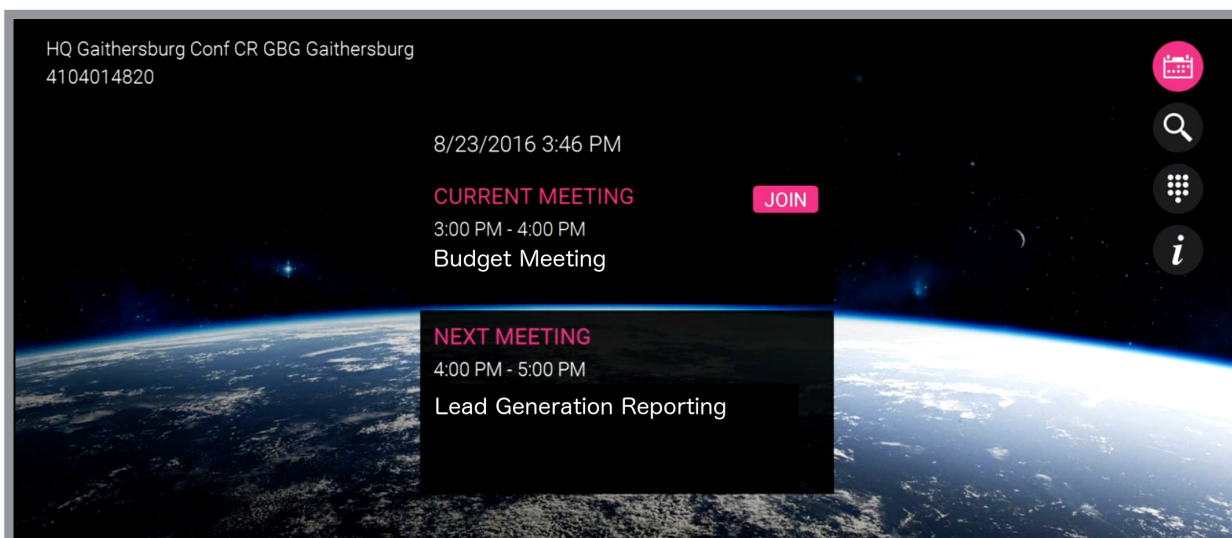 HQ Gaithersburg Conf CR GBG Gaithersburg
4104014820
8/23/2016 3:46 PM
CURRENT MEETING
JOIN
3:00 PM - 4:00 PM
Budget Meeting
NEXT MEETING
4:00 PM - 5:00 PM
Lead Generation Reporting
i